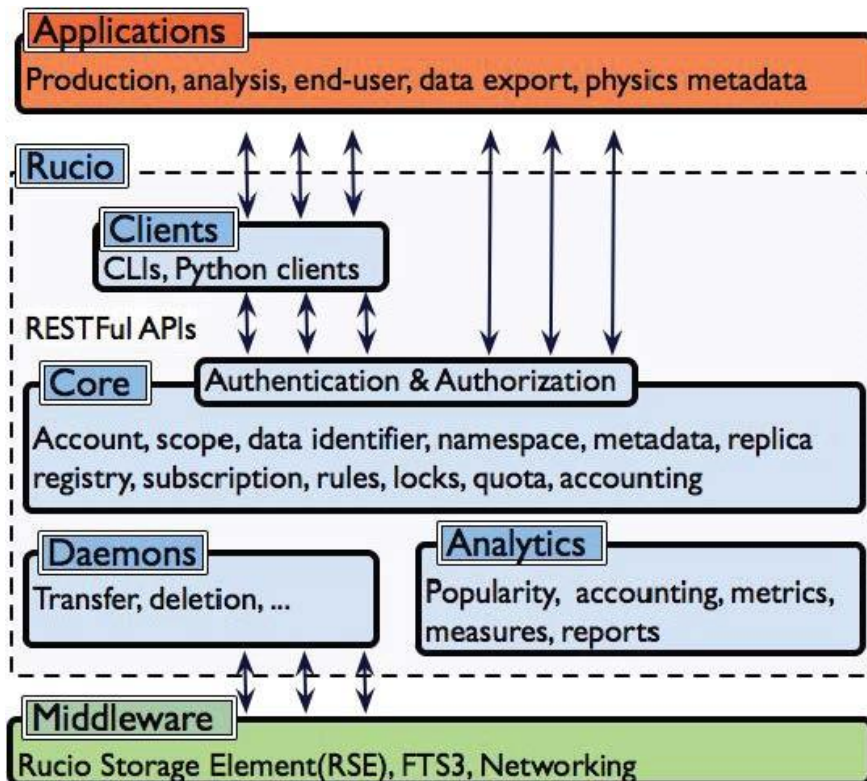 Applications
Production, analysis, end-user, data export, physics metadata
Rucio
Clients
CLIs, Python clients
RESTFul APIs
Authentication & Authorization
Core
Account, scope, data identifier, namespace, metadata, replica
registry, subscription, rules, locks, quota, accounting
Daemons
Transfer, deletion, ...
Analytics
Popularity, accounting, metrics,
measures, reports
Middleware
Rucio Storage Element(RSE), FTS3, Networking